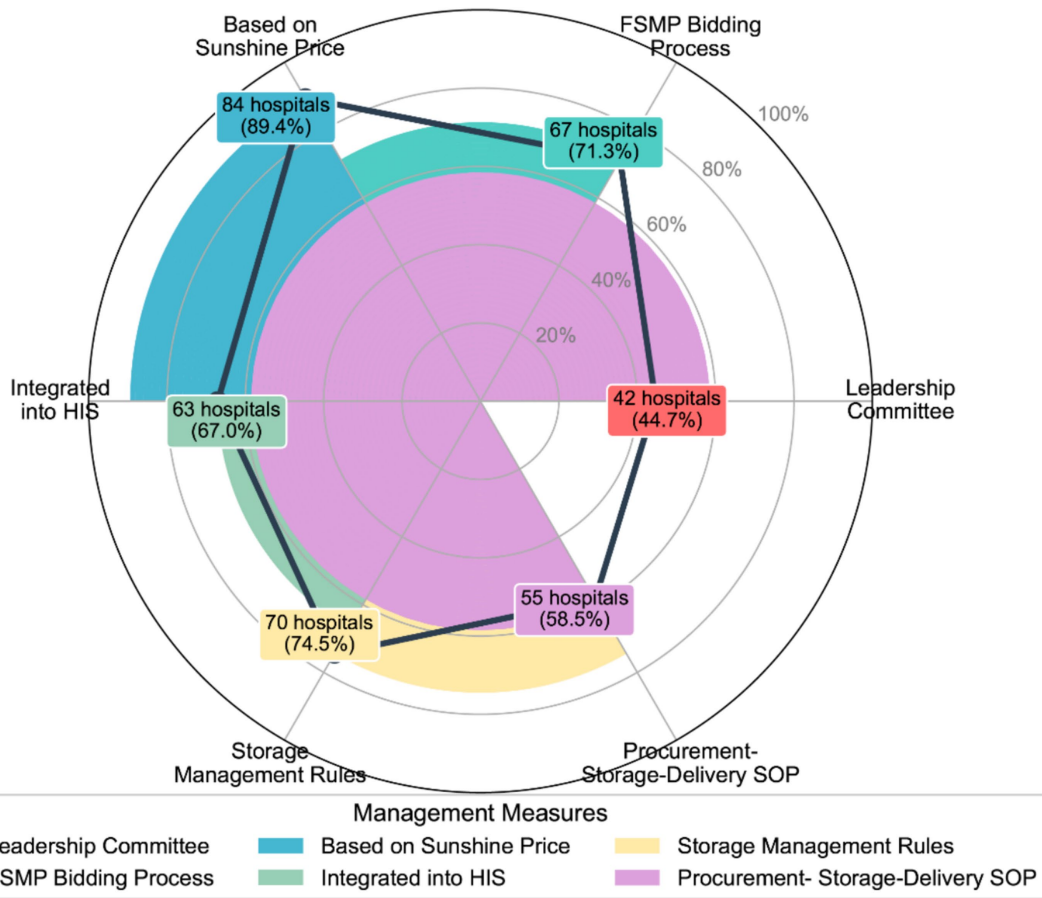 Based on
Sunshine Price
FSMP Bidding
Process
84 hospitals
(89.4%)
67 hospitals
(71.3%)
100%
80%
60%
40%
20%
Integrated
into HIS
63 hospitals
(67.0%)
42 hospitals
(44.7%)
Leadership
Committee
70 hospitals
(74.5%)
55 hospitals
(58.5%)
Storage
Management Rules
Procurement-
Storage-Delivery SOP
Management Measures
eadership Committee
Based on Sunshine Price
Storage Management Rules
SMP Bidding Process
Integrated into HIS
Procurement- Storage-Delivery SOP